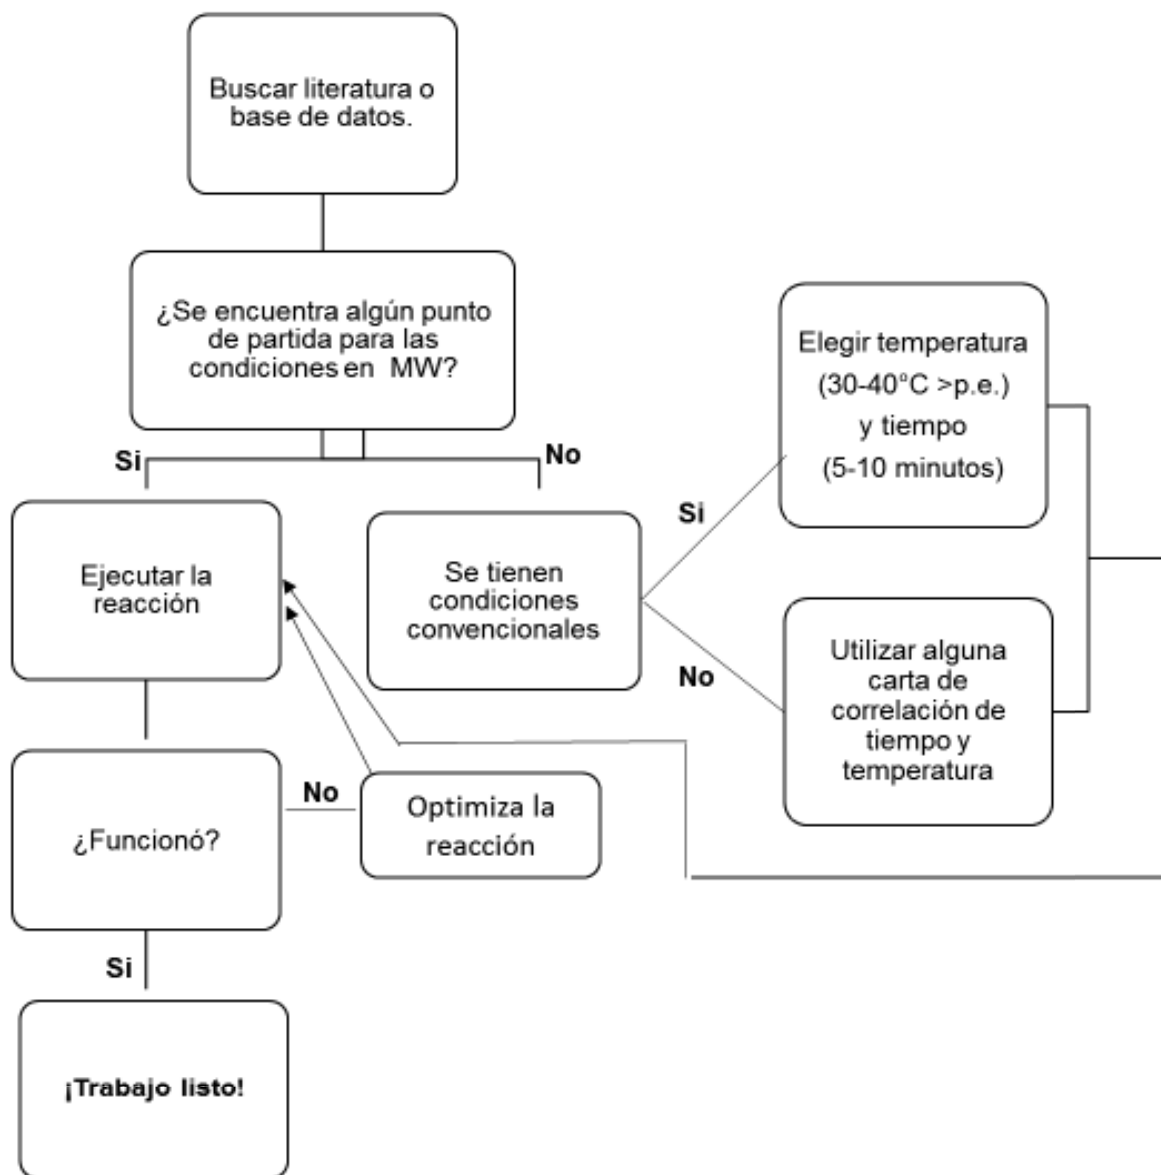 Buscar literatura o
base de datos.
¿Se encuentra algún punto
de partida para las
condiciones en MW?
Si
No
Ejecutar la
reacción
Se tienen
condiciones
convencionales
Si
No
Elegir temperatura
(30-40°C >p.e.)
y tiempo
(5-10 minutos)
Utilizar alguna
carta de
correlación de
tiempo y
temperatura
¿Funcionó?
No
Optimiza la
reacción
Si
¡Trabajo listo!